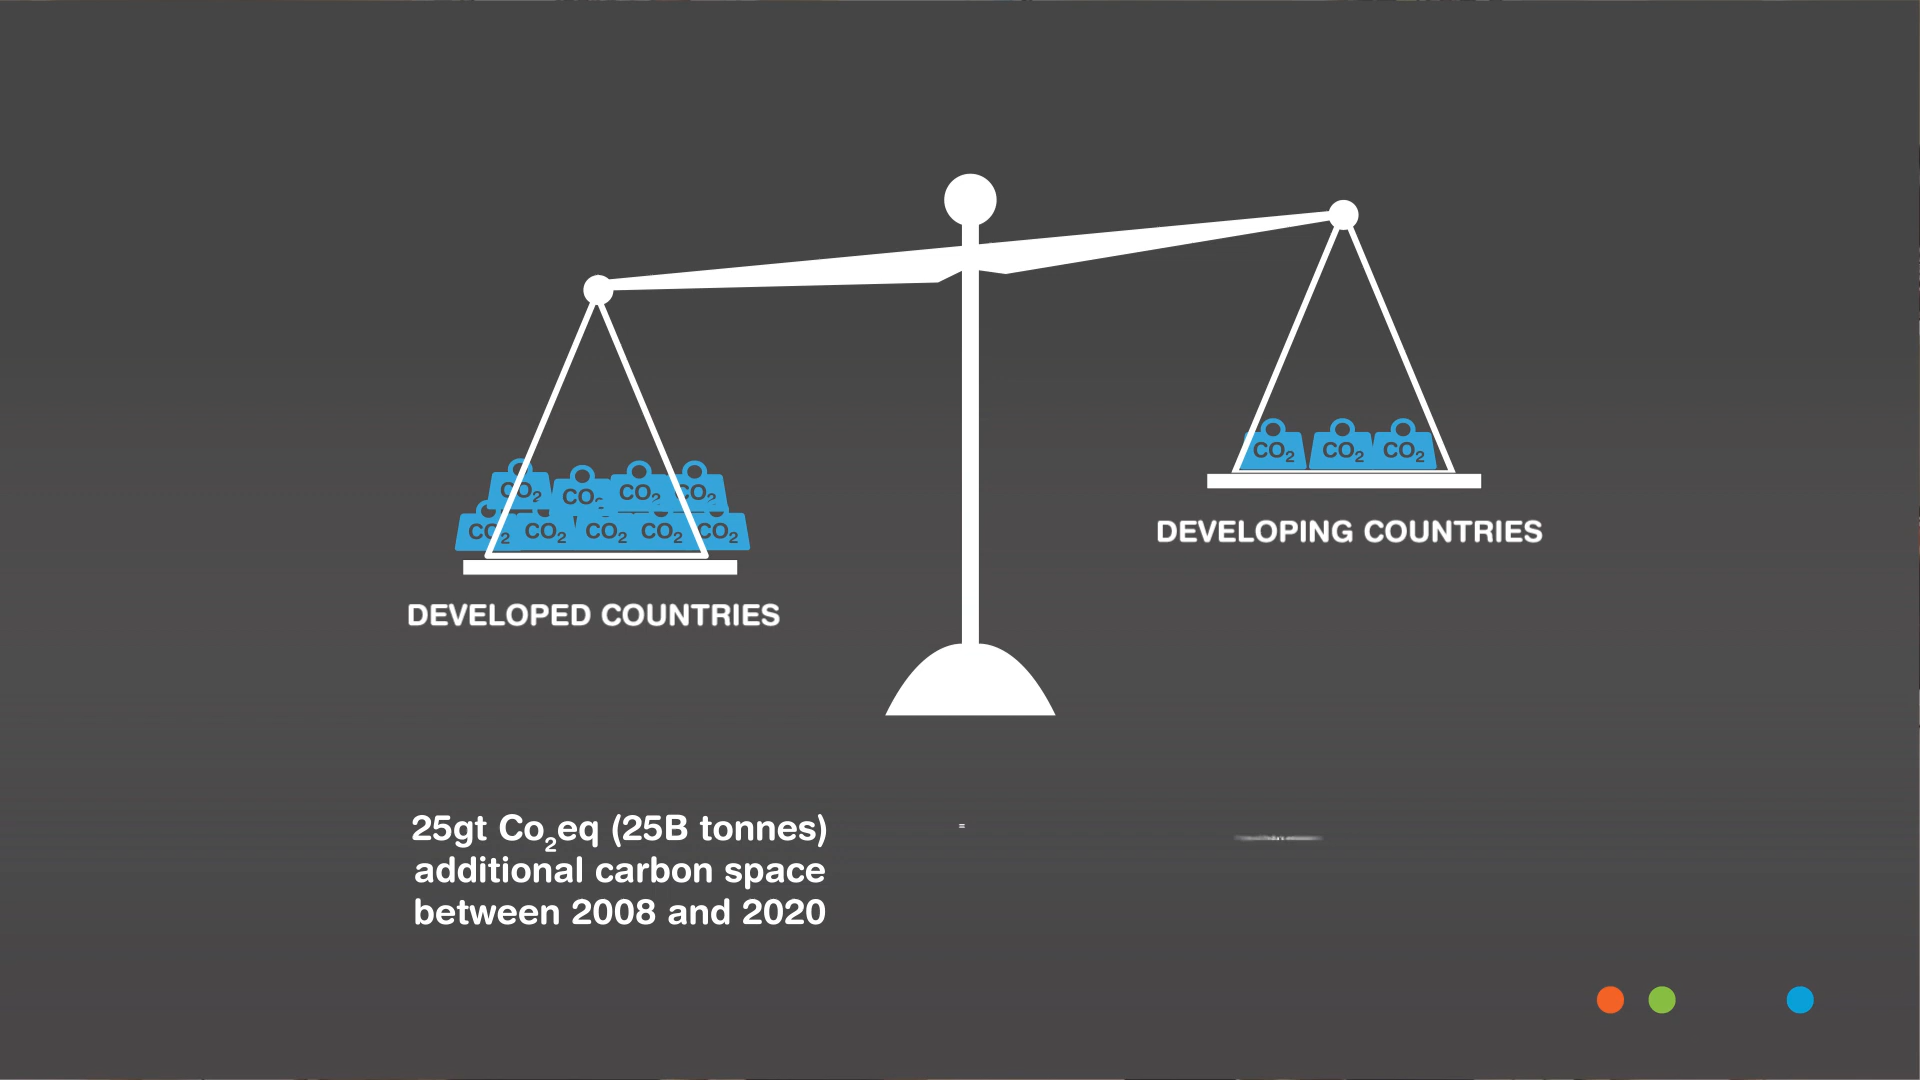 CO2 CO2 CO2
CO2 CO2 CO2 CO2
CO2 CO2 CO2 CO2 CO2
DEVELOPING COUNTRIES
DEVELOPED COUNTRIES
25gt Co2eq (25B tonnes)
additional carbon space
between 2008 and 2020
=